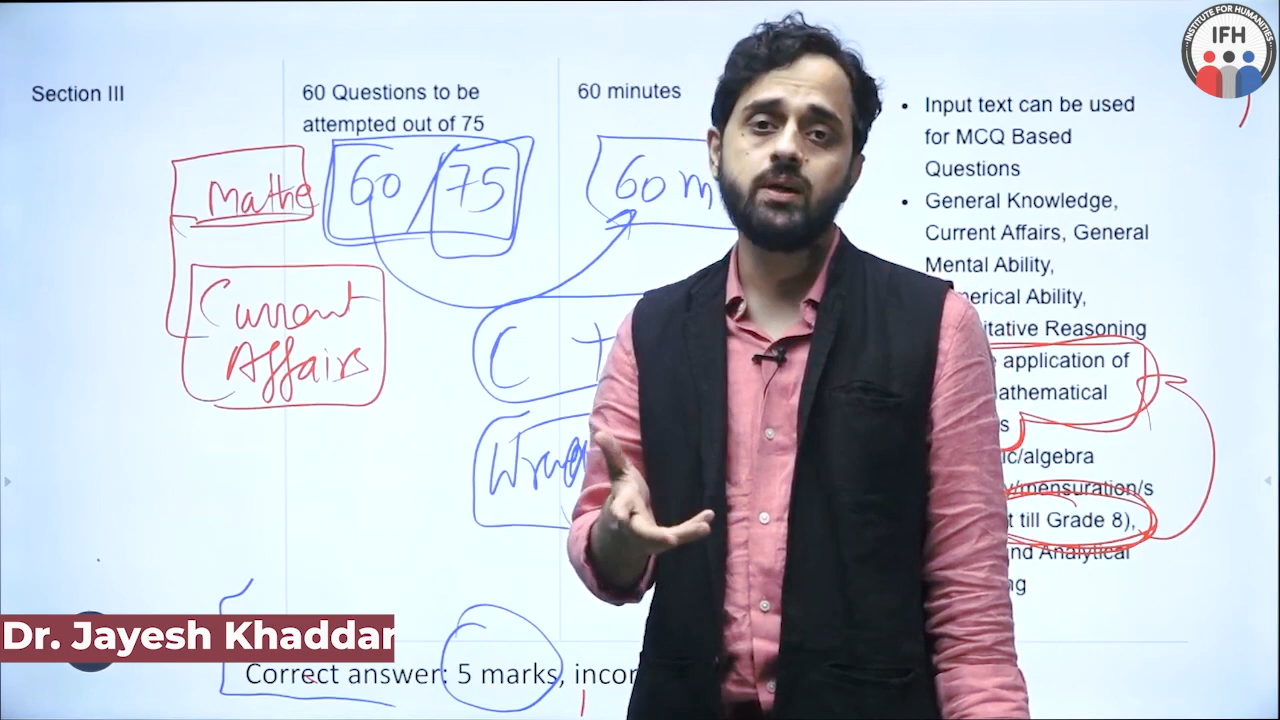 INSTITUTE FOR HUMANITIES
IFH
Section III
60 Questions to be
attempted out of 75
60 minutes
Mathe
60/75
60 m
Current
Affairs
C +
Input text can be used
for MCQ Based
Questions
General Knowledge,
Current Affairs, General
Mental Ability,
merical Ability,
itative Reasoning
application of
athematical
s
ic/algebra
y/mensuration/s
t till Grade 8),
nd Analytical
ng
Dr. Jayesh Khaddar
Correct answer: 5 marks, incor